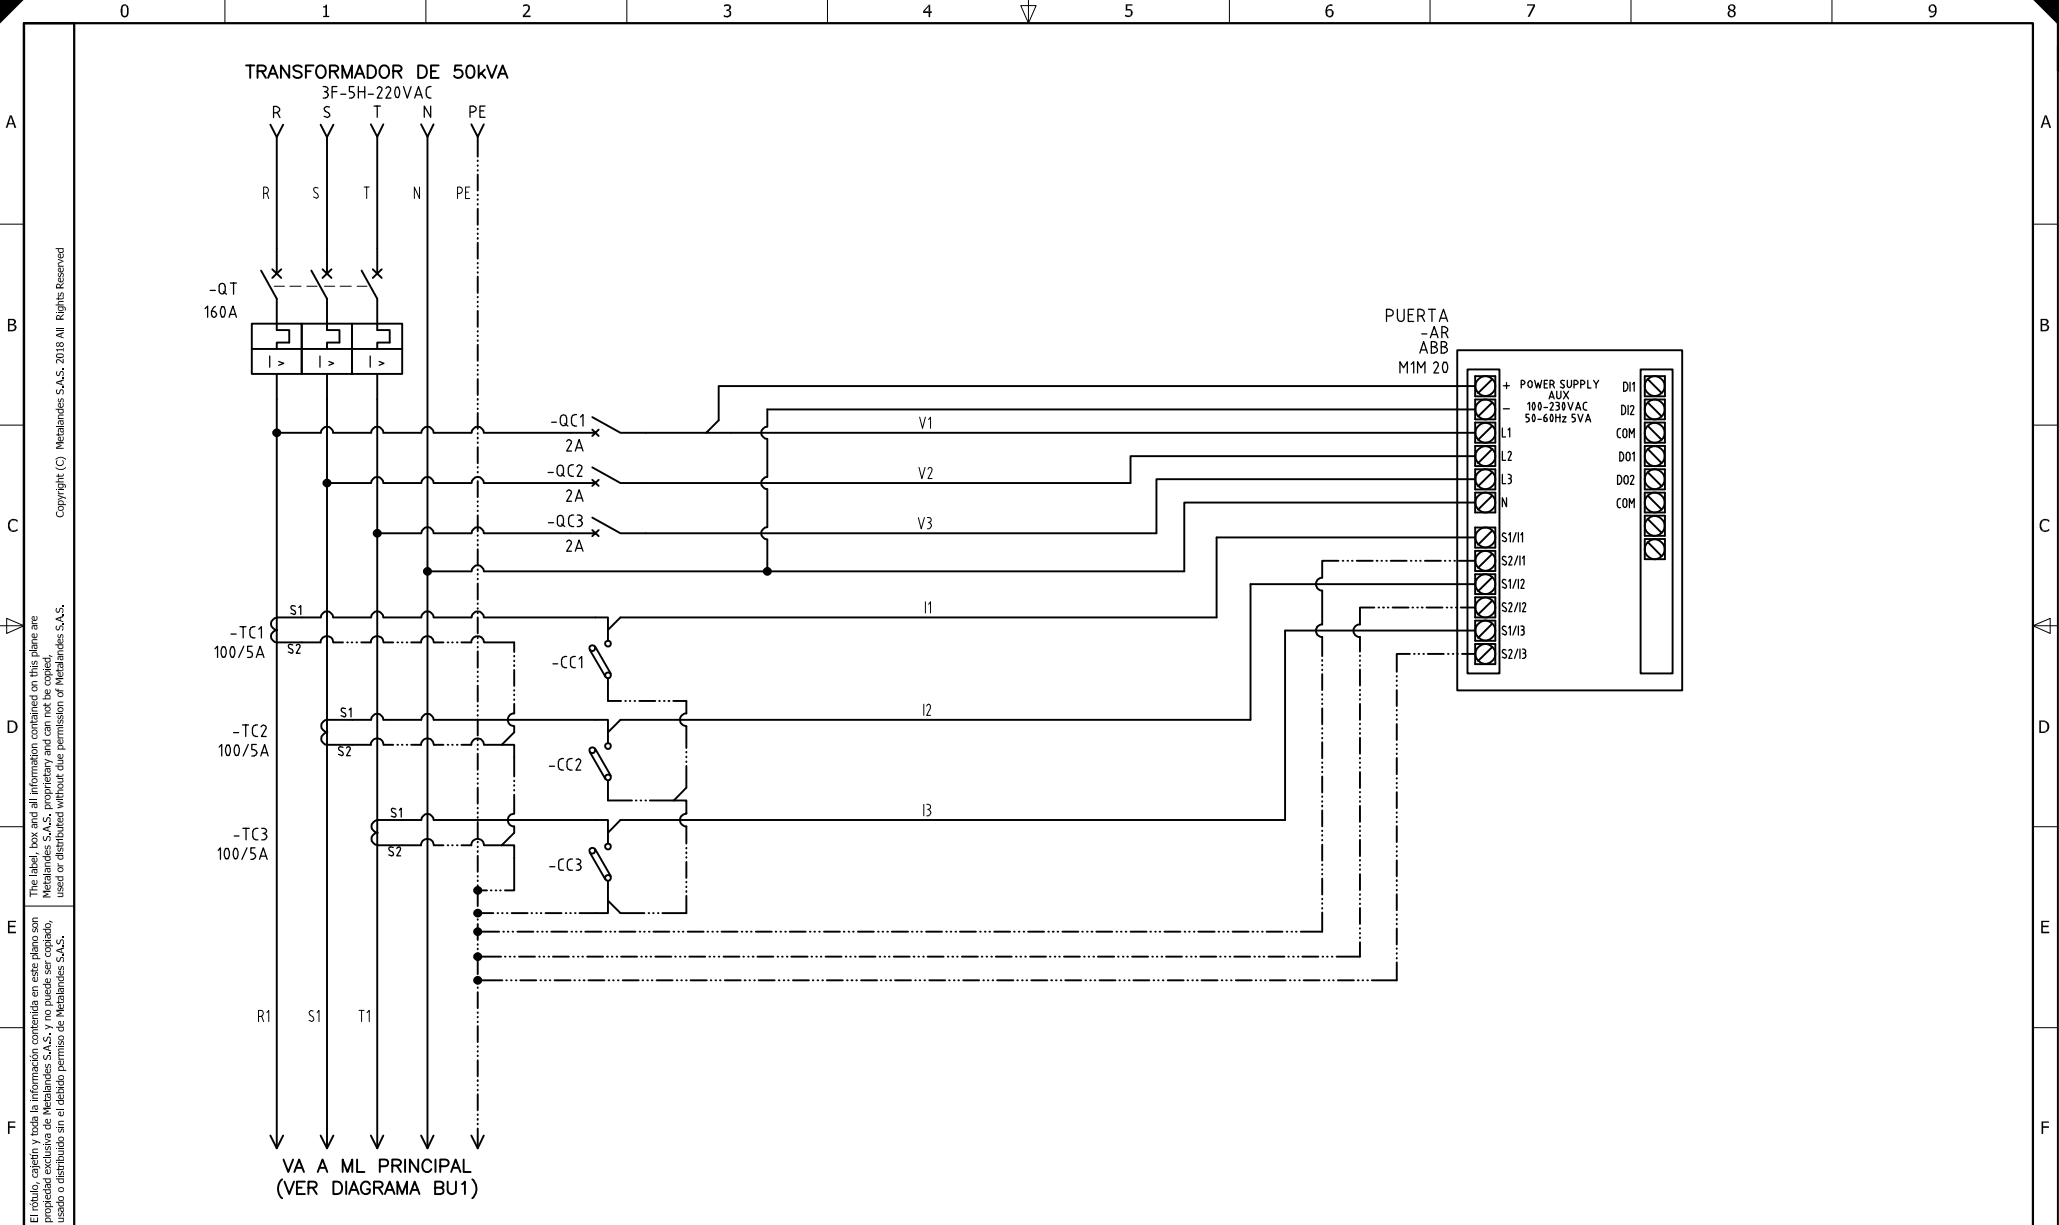 0 1 2 3 4 5 6 7 8 9
TRANSFORMADOR DE 50kVA
3F-5H-220VAC
R S T N PE
A A
R S T N PE
-QT
160A
I > I > I >
B B
PUERTA
-AR
ABB
M1M 20
+ POWER SUPPLY DI1
AUX
- 100-230VAC DI2
50-60Hz 5VA
L1 COM
L2 DO1
L3 DO2
N COM
S1/I1
S2/I1
S1/I2
S2/I2
S1/I3
S2/I3
-QC1 V1
2A
-QC2 V2
2A
-QC3 V3
2A
C C
S1 I1
-TC1
100/5A
S2
-CC1
S1 I2
-TC2
100/5A
S2
-CC2
D D
S1 I3
-TC3
100/5A
S2
-CC3
E E
R1 S1 T1
F F
VA A ML PRINCIPAL
(VER DIAGRAMA BU1)
Copyright (C) Metalandes S.A.S. 2018 All Rights Reserved
The label, box and all information contained on this plane are
Metalandes S.A.S. proprietary and can not be copied,
used or distributed without due permission of Metalandes S.A.S.
El rótulo, cajetín y toda la información contenida en este plano son
propiedad exclusiva de Metalandes S.A.S. y no puede ser copiado,
usado o distribuido sin el debido permiso de Metalandes S.A.S.